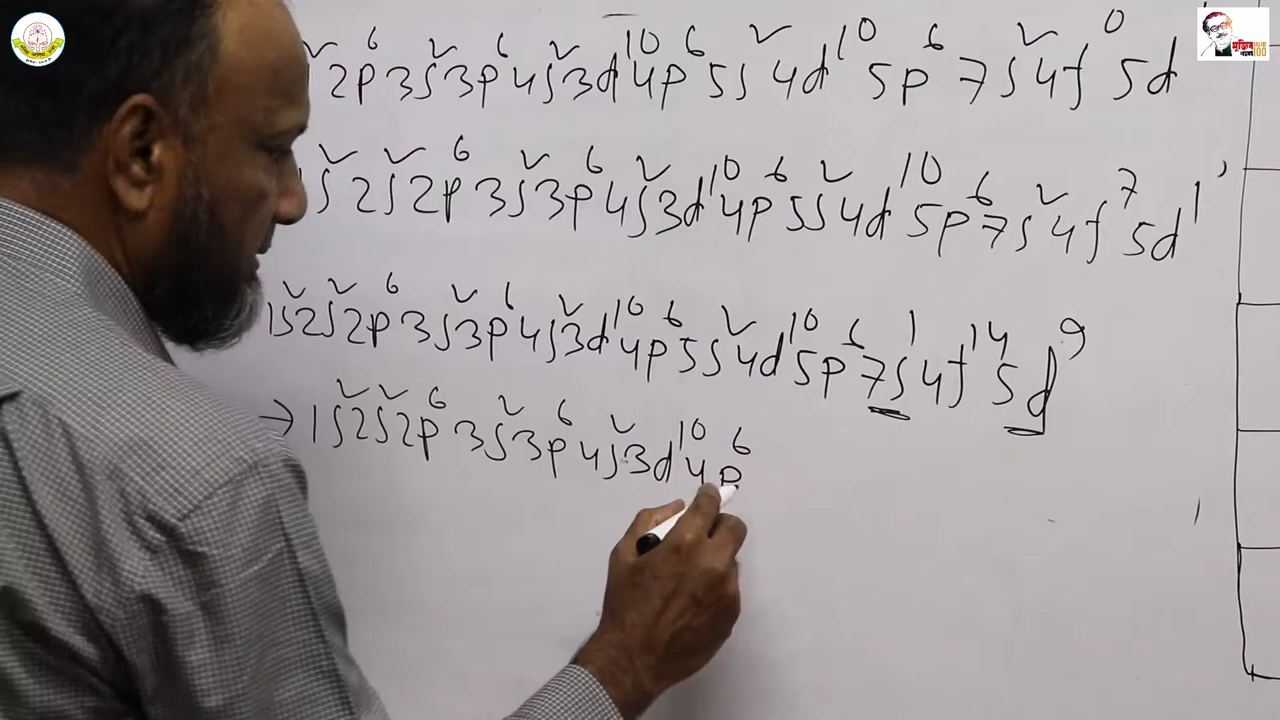 2p⁶ 3s² 3p⁶ 4s² 3d¹⁰ 4p⁶ 5s² 4d¹⁰ 5p⁶ 7s² 4f⁰ 5d
1s² 2s² 2p⁶ 3s² 3p⁶ 4s² 3d¹⁰ 4p⁶ 5s² 4d¹⁰ 5p⁶ 7s² 4f⁷ 5d¹
1s² 2s² 2p⁶ 3s² 3p⁶ 4s² 3d¹⁰ 4p⁶ 5s² 4d¹⁰ 5p⁶ 7s¹ 4f¹⁴ 5d⁹
→ 1s² 2s² 2p⁶ 3s² 3p⁶ 4s² 3d¹⁰ 4p⁶
মুজিব 100